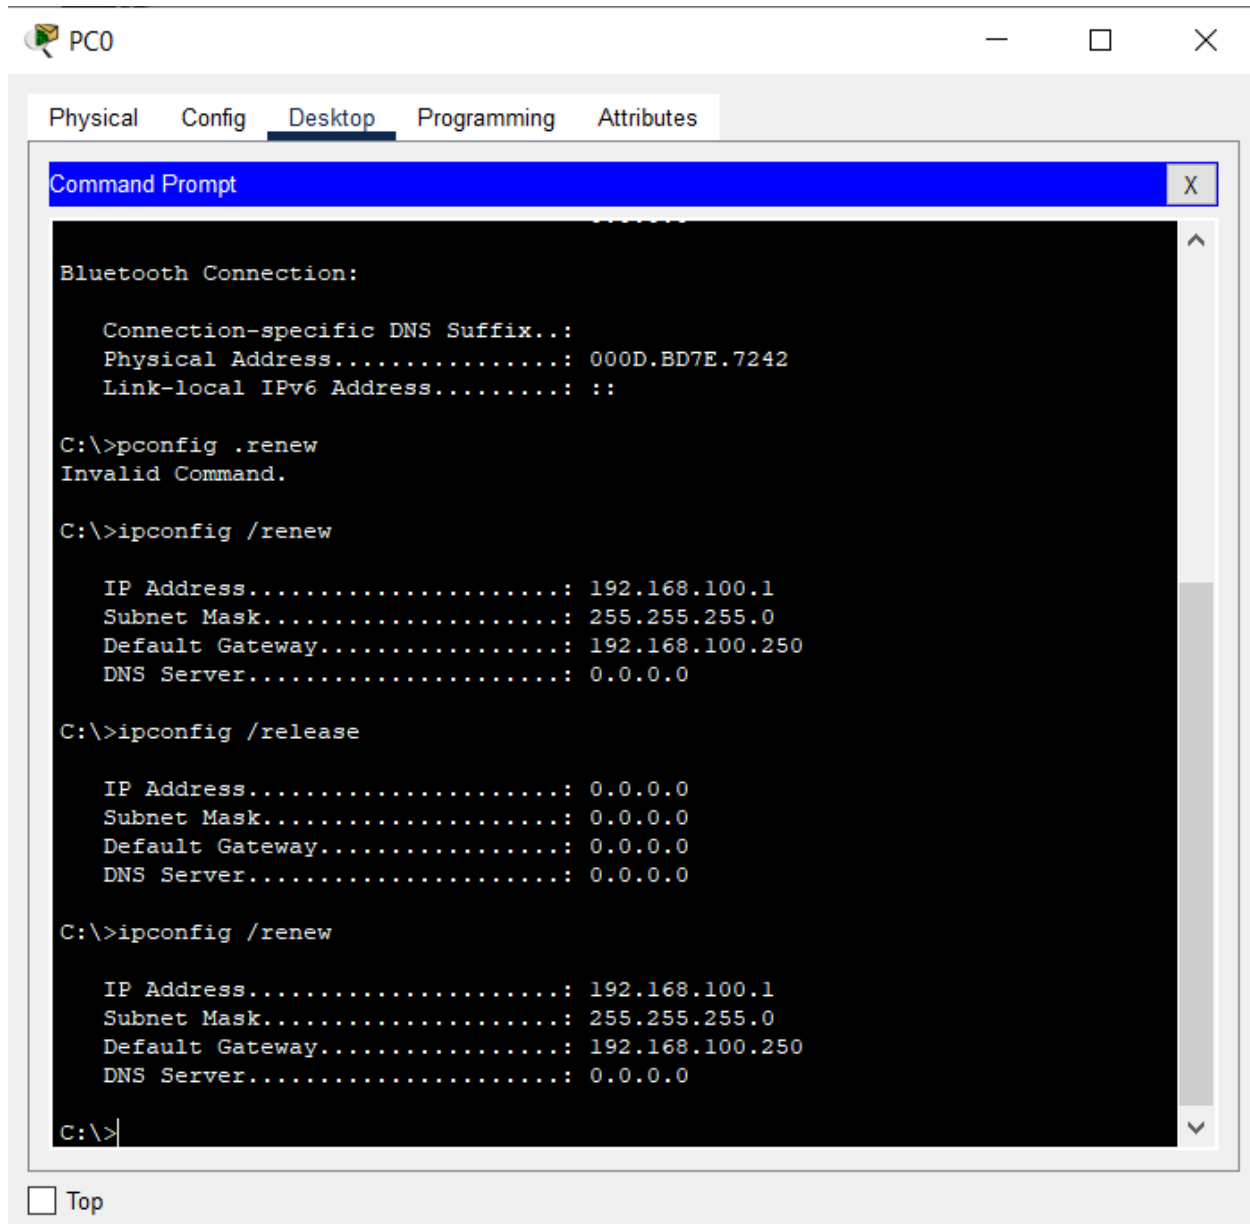 PC0
Physical Config Desktop Programming Attributes
Command Prompt X
Bluetooth Connection:
Connection-specific DNS Suffix..:
Physical Address................: 000D.BD7E.7242
Link-local IPv6 Address.........: ::
C:\>pconfig .renew
Invalid Command.
C:\>ipconfig /renew
IP Address......................: 192.168.100.1
Subnet Mask.....................: 255.255.255.0
Default Gateway.................: 192.168.100.250
DNS Server......................: 0.0.0.0
C:\>ipconfig /release
IP Address......................: 0.0.0.0
Subnet Mask.....................: 0.0.0.0
Default Gateway.................: 0.0.0.0
DNS Server......................: 0.0.0.0
C:\>ipconfig /renew
IP Address......................: 192.168.100.1
Subnet Mask.....................: 255.255.255.0
Default Gateway.................: 192.168.100.250
DNS Server......................: 0.0.0.0
C:\>
Top